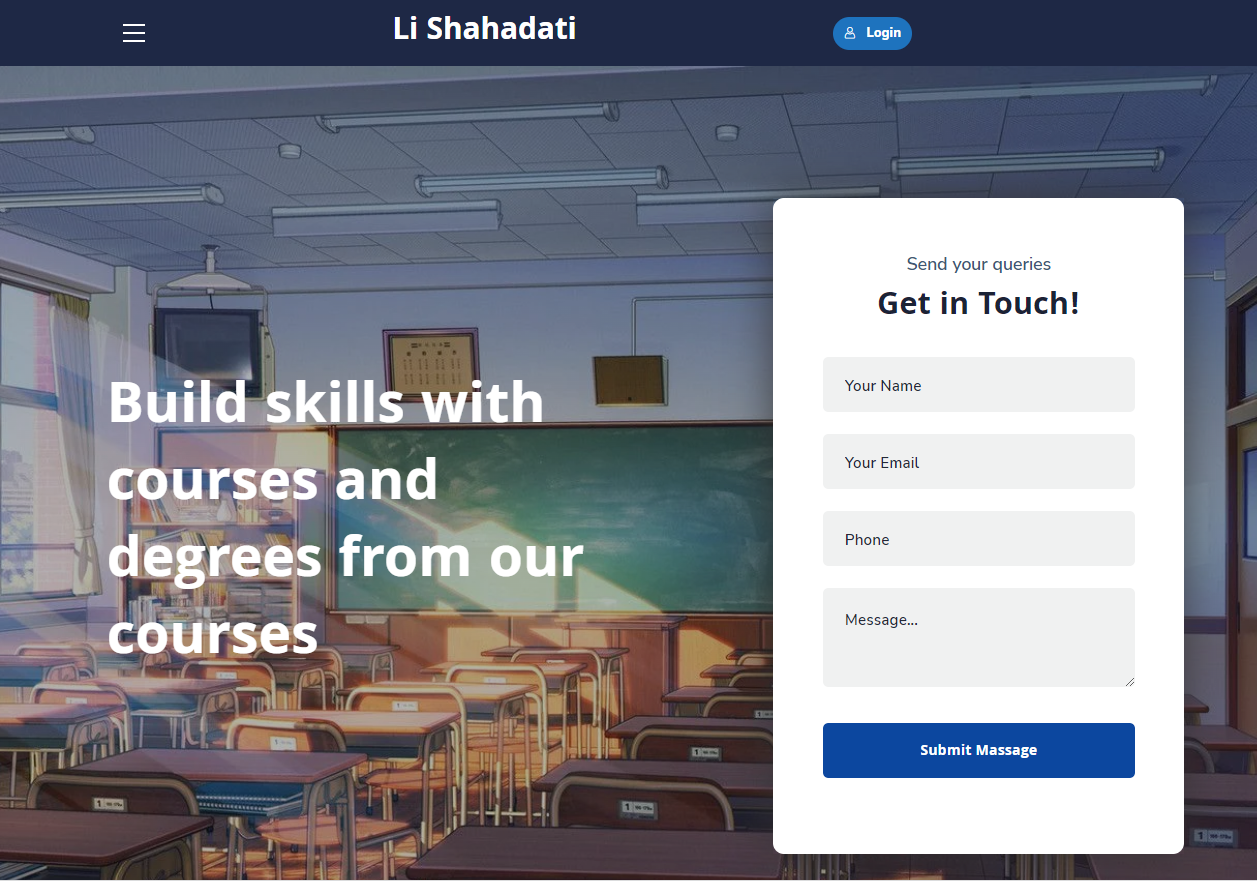 Li Shahadati
Login
Build skills with
courses and
degrees from our
courses
Send your queries
Get in Touch!
Your Name
Your Email
Phone
Message...
Submit Massage